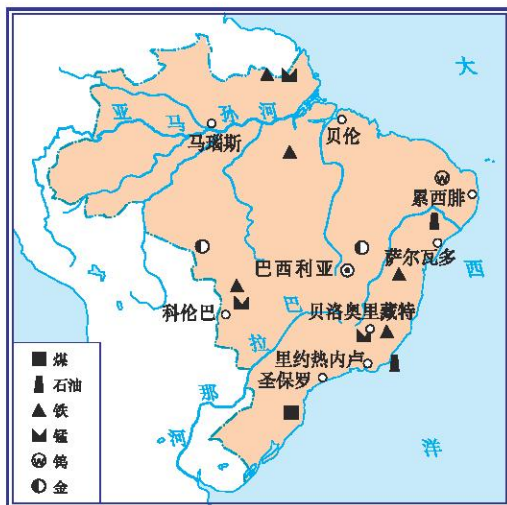 大
西
洋
亚马孙河
马瑙斯
贝伦
W
累西腓
萨尔瓦多
巴西利亚
科伦巴
贝洛奥里藏特
里约热内卢
圣保罗
巴拉那河
煤
石油
铁
锰
W 钨
金